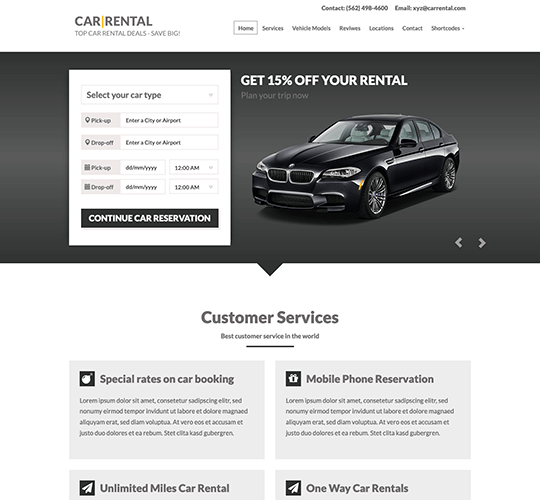 Contact: (562) 498-4600 Email: xyz@carrental.com
CAR|RENTAL
TOP CAR RENTAL DEALS - SAVE BIG!
Home Services Vehicle Models Reviwes Locations Contact Shortcodes
Select your car type
Pick-up Enter a City or Airport
Drop-off Enter a City or Airport
Pick-up dd/mm/yyyy 12:00 AM
Drop-off dd/mm/yyyy 12:00 AM
CONTINUE CAR RESERVATION
GET 15% OFF YOUR RENTAL
Plan your trip now
Customer Services
Best customer service in the world
Special rates on car booking
Lorem ipsum dolor sit amet, consetetur sadipscing elitr, sed diam nonumy eirmod tempor invidunt ut labore et dolore magna aliquyam erat, sed diam voluptua. At vero eos et accusam et justo duo dolores et ea rebum. Stet clita kasd gubergren.
Mobile Phone Reservation
Lorem ipsum dolor sit amet, consetetur sadipscing elitr, sed diam nonumy eirmod tempor invidunt ut labore et dolore magna aliquyam erat, sed diam voluptua. At vero eos et accusam et justo duo dolores et ea rebum. Stet clita kasd gubergren.
Unlimited Miles Car Rental
One Way Car Rentals